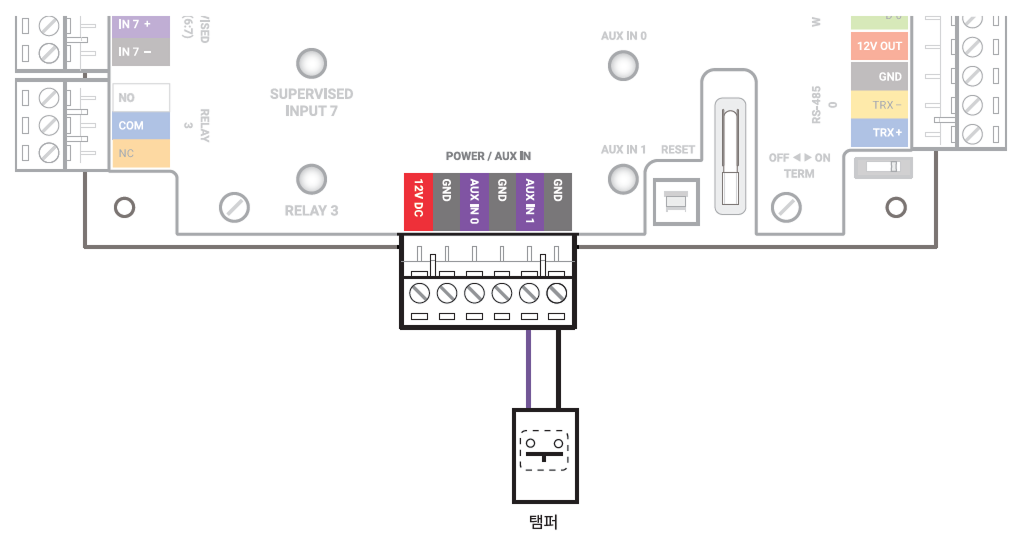 IN 7 +
IN 7 −
(6:7)
NO
COM
NC
RELAY
3
SUPERVISED
INPUT 7
RELAY 3
POWER / AUX IN
12V DC
GND
AUX IN 0
GND
AUX IN 1
GND
AUX IN 0
AUX IN 1
RESET
OFF ◄ ► ON
TERM
RS-485
0
12V OUT
GND
TRX −
TRX +
탬퍼